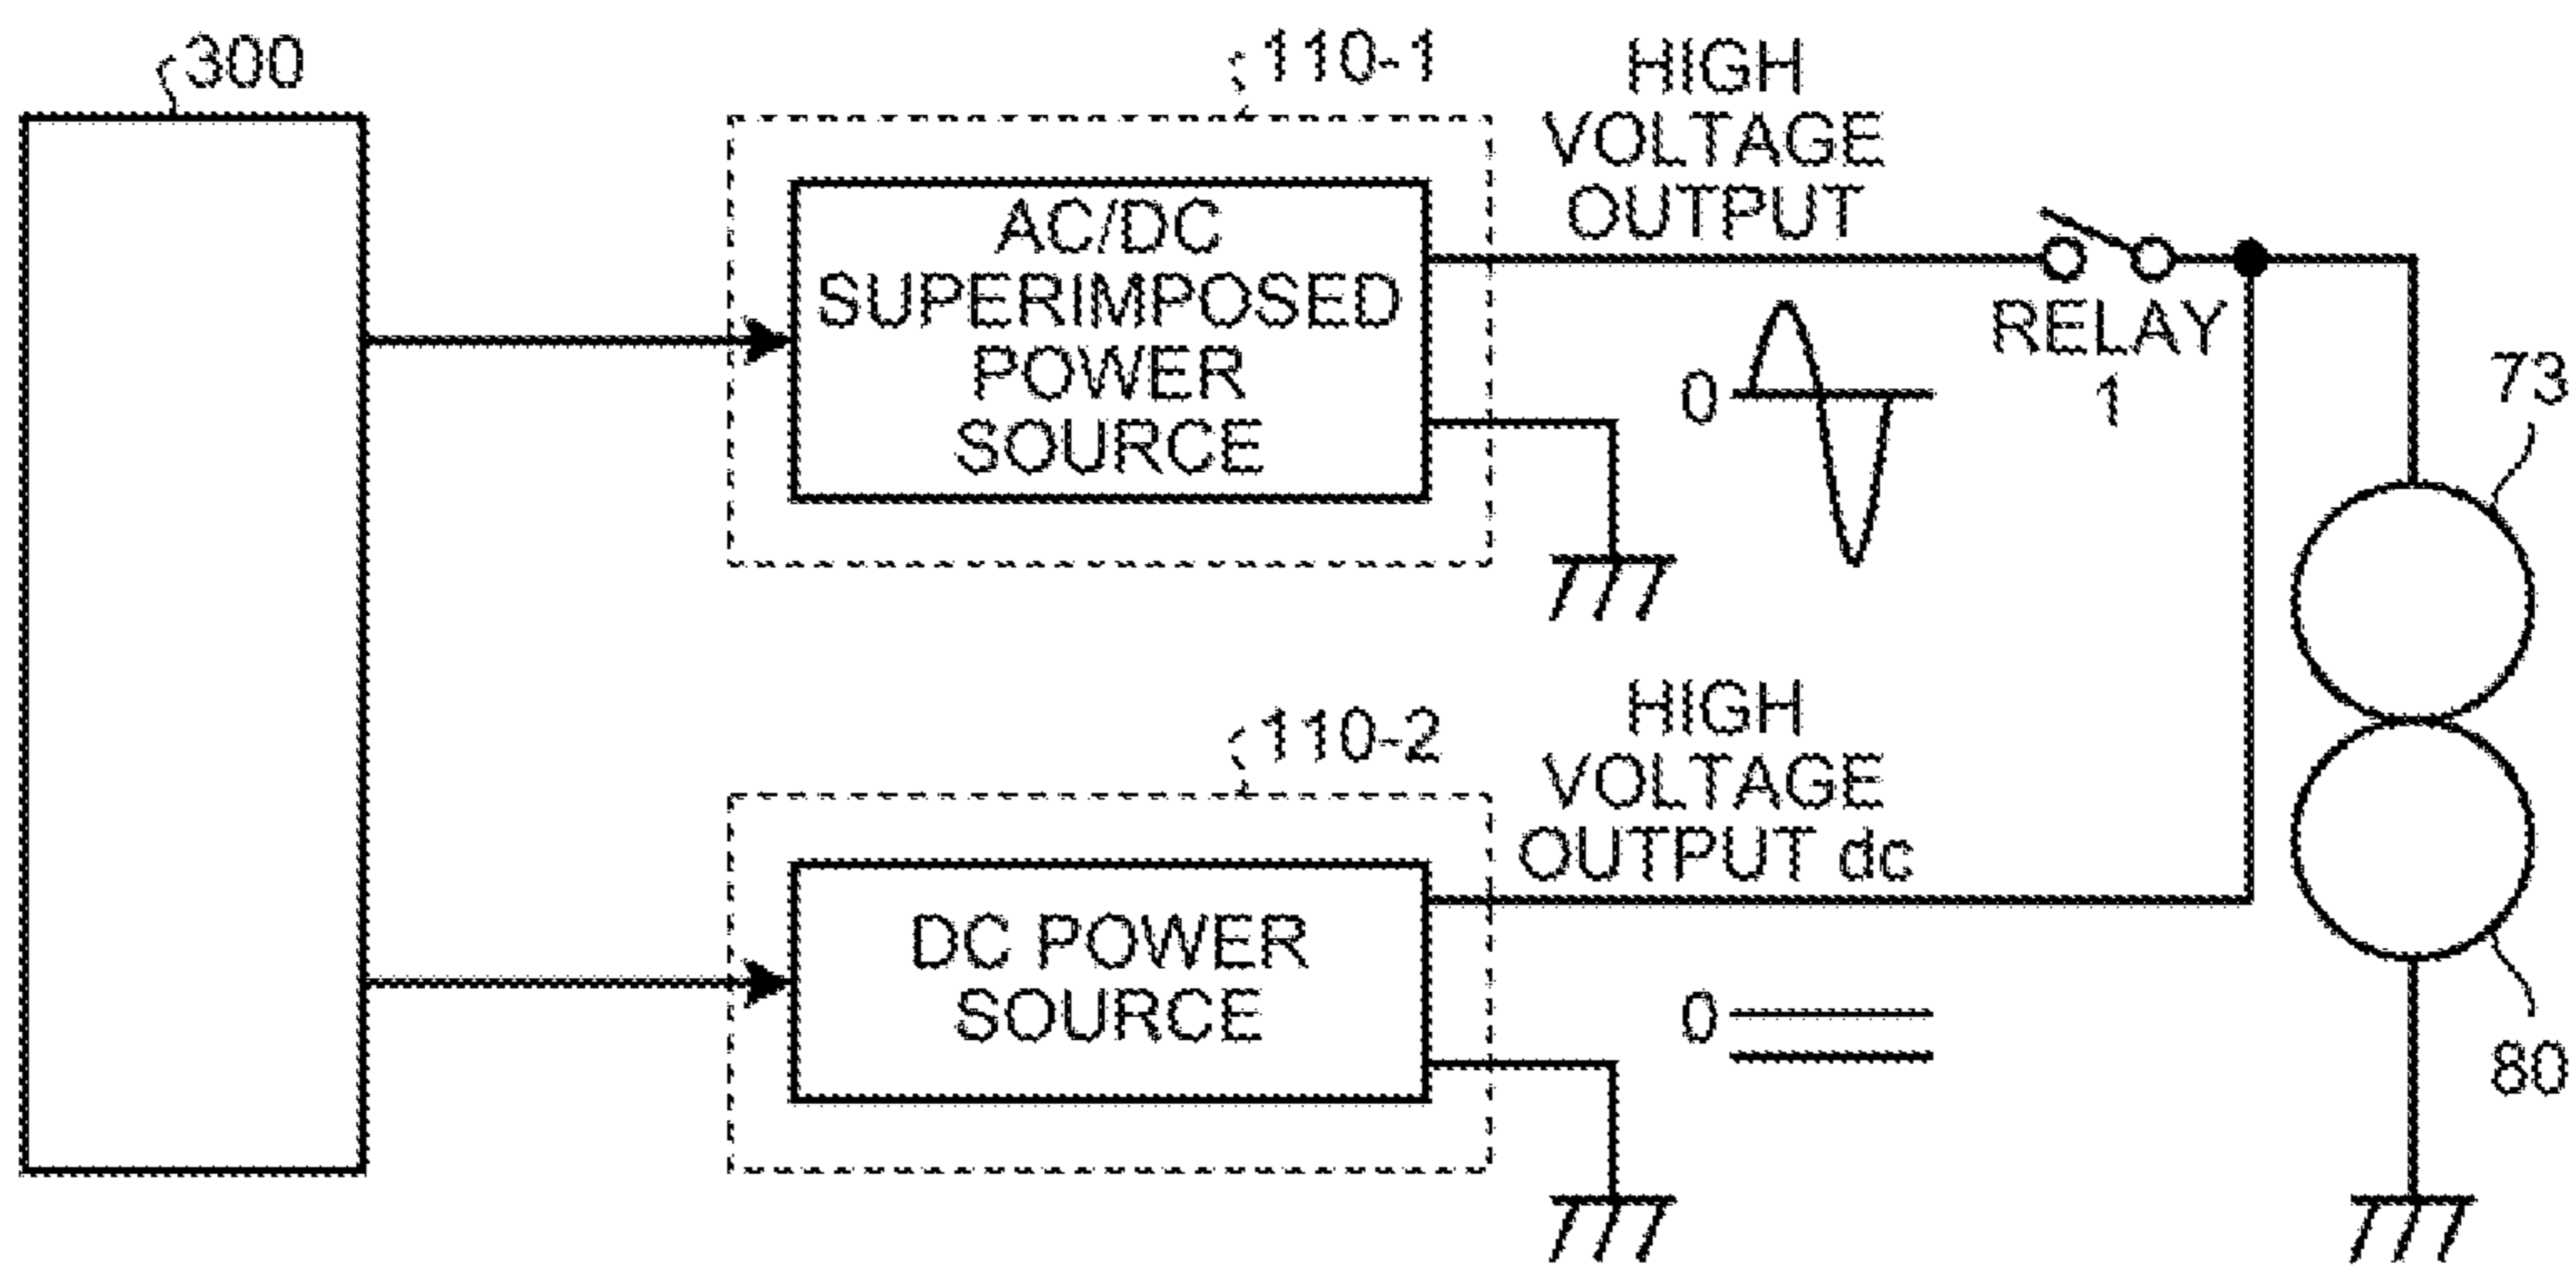 300
110-1
HIGH
VOLTAGE
OUTPUT
AC/DC
SUPERIMPOSED
POWER
SOURCE
RELAY
1
0
73
110-2
HIGH
VOLTAGE
OUTPUT dc
DC POWER
SOURCE
0
80